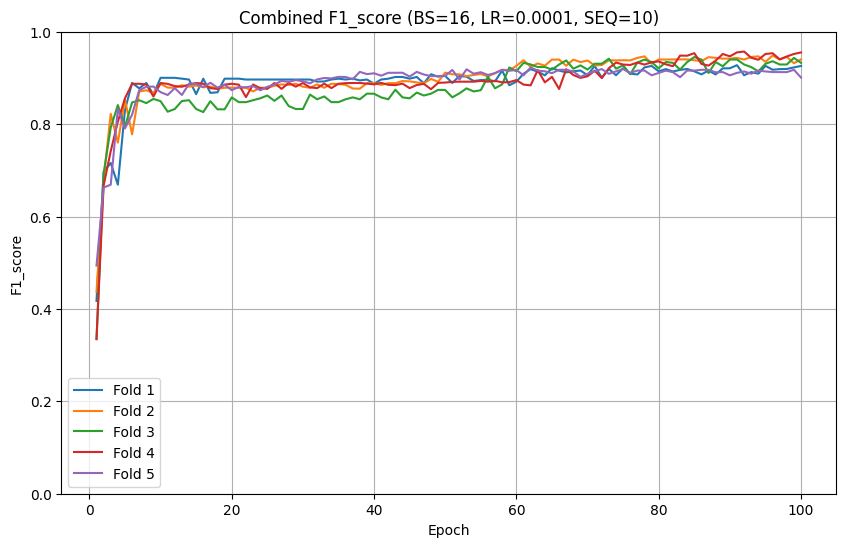 Combined F1_score (BS=16, LR=0.0001, SEQ=10)
F1_score
1.0
0.8
0.6
0.4
0.2
0.0
Fold 1
Fold 2
Fold 3
Fold 4
Fold 5
0 20 40 60 80 100
Epoch